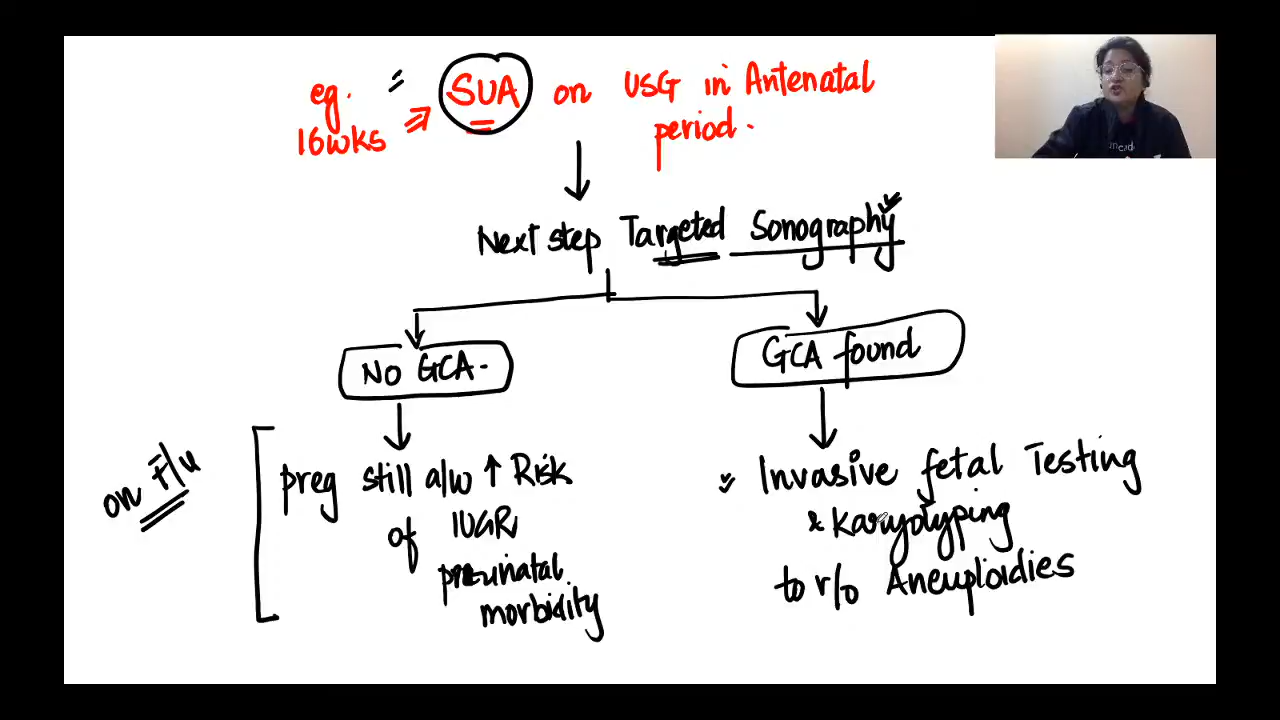 eg. SUA on USG in Antenatal
16wks period.
Next step Targeted Sonography
No GCA.
GCA found
on F/u
preg still a/w ↑ Risk
of IUGR
perinatal
morbidity
Invasive fetal Testing
& Karyotyping
to r/o Aneuploidies